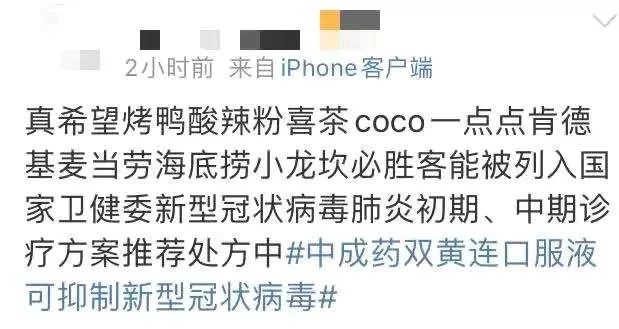 2小时前 来自iPhone客户端
真希望烤鸭酸辣粉喜茶coco一点点肯德
基麦当劳海底捞小龙坎必胜客能被列入国
家卫健委新型冠状病毒肺炎初期、中期诊
疗方案推荐处方中#中成药双黄连口服液
可抑制新型冠状病毒#